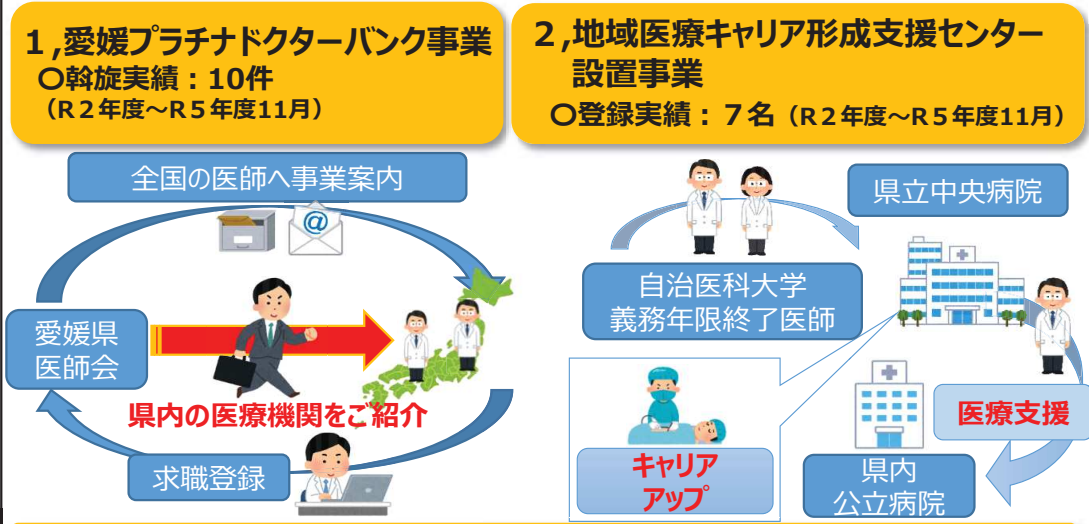 1,愛媛プラチナドクターバンク事業
〇斡旋実績：10件
（R2年度～R5年度11月）
全国の医師へ事業案内
@
愛媛県
医師会
県内の医療機関をご紹介
求職登録
2,地域医療キャリア形成支援センター
設置事業
〇登録実績：7名（R2年度～R5年度11月）
県立中央病院
自治医科大学
義務年限終了医師
キャリア
アップ
医療支援
県内
公立病院